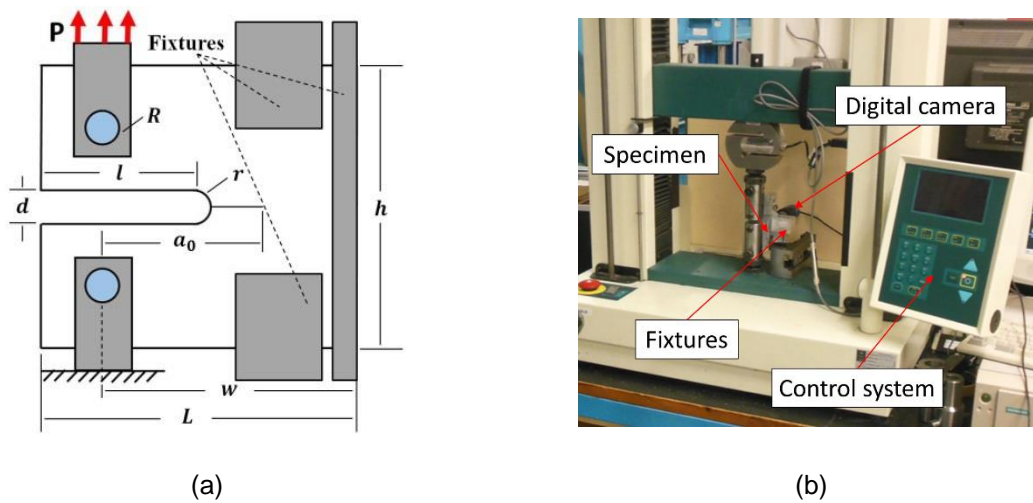 P
Fixtures
R
l
r
d
h
a₀
w
L
(a)
Digital camera
Specimen
Fixtures
Control system
(b)